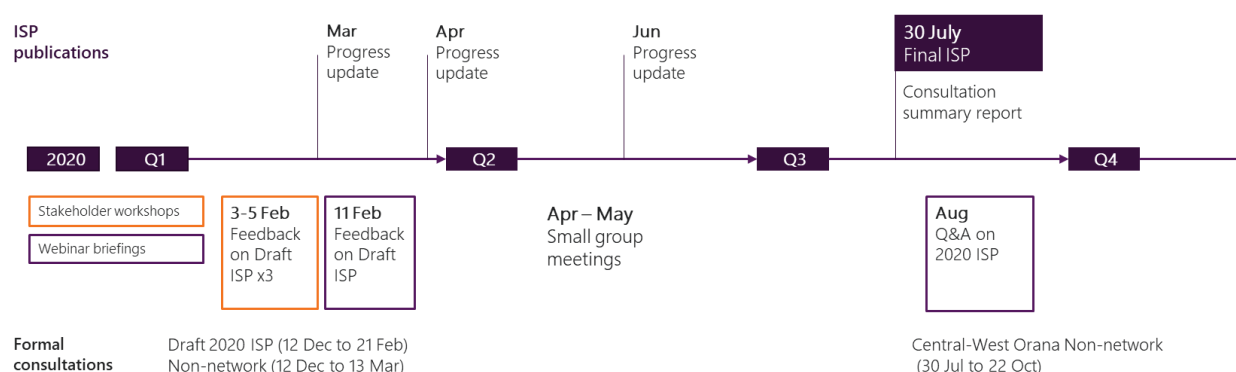 ISP
publications
Mar
Progress
update
Apr
Progress
update
Jun
Progress
update
30 July
Final ISP
Consultation
summary report
2020
Q1
Q2
Q3
Q4
Stakeholder workshops
Webinar briefings
3-5 Feb
Feedback
on Draft
ISP x3
11 Feb
Feedback
on Draft
ISP
Apr – May
Small group
meetings
Aug
Q&A on
2020 ISP
Formal
consultations
Draft 2020 ISP (12 Dec to 21 Feb)
Non-network (12 Dec to 13 Mar)
Central-West Orana Non-network
(30 Jul to 22 Oct)